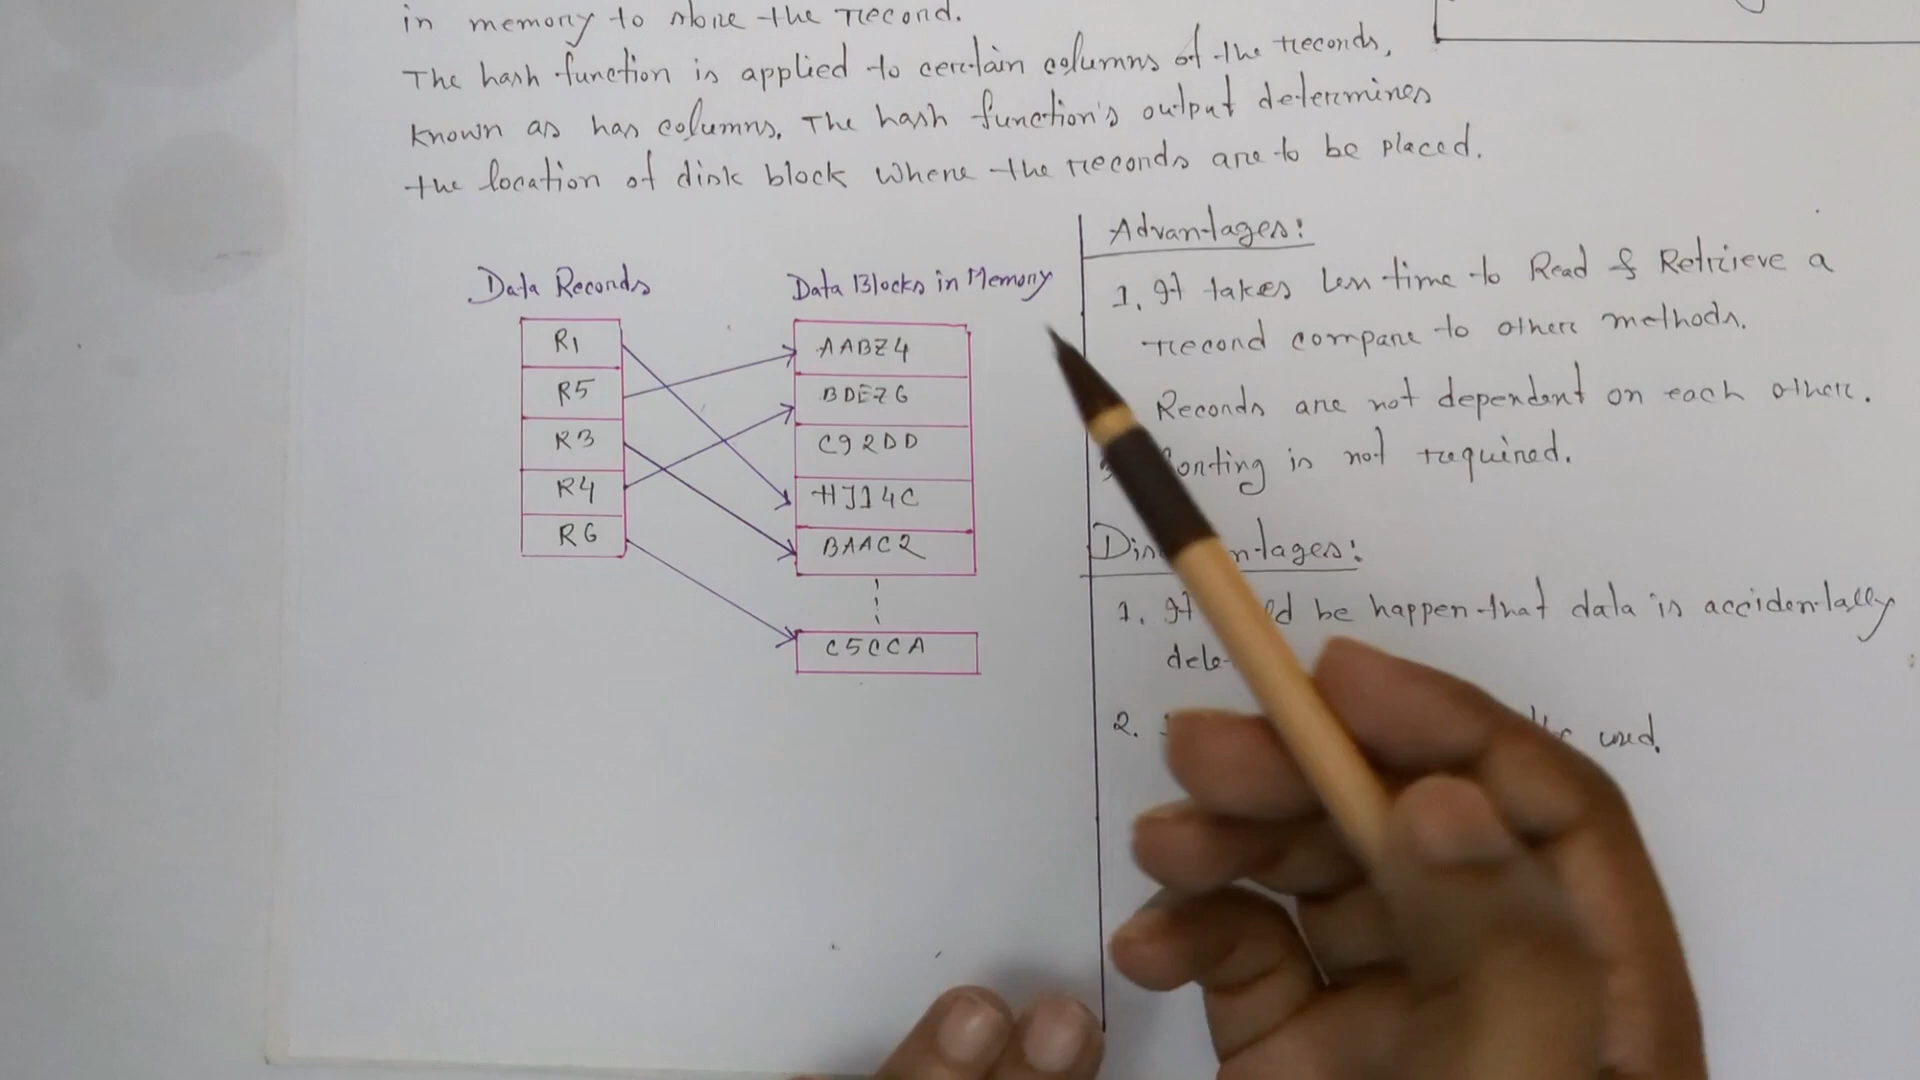 in memory to store the record.
The hash function is applied to certain columns of the records,
known as has columns. The hash function's output determines
the location of disk block where the records are to be placed.
Data Records
R1
R5
R3
R4
R6
Data Blocks in Memory
AABZ4
BDEZ6
C92DD
HJ14C
BAAC2
C5CCA
Advantages:
1. It takes less time to Read & Retrieve a
record compare to other methods.
Records are not dependent on each other.
is not required.
1. It be happen that data is accidentally
2. used.